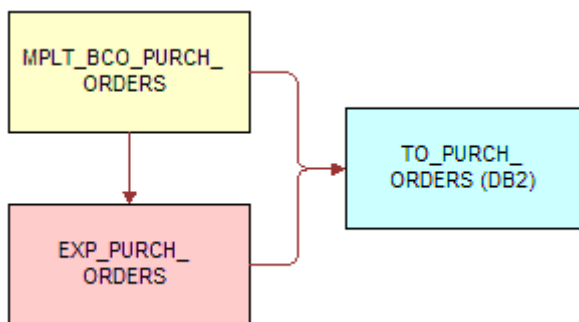 MPLT_BCO_PURCH_
ORDERS
TO_PURCH_
ORDERS (DB2)
EXP_PURCH_
ORDERS